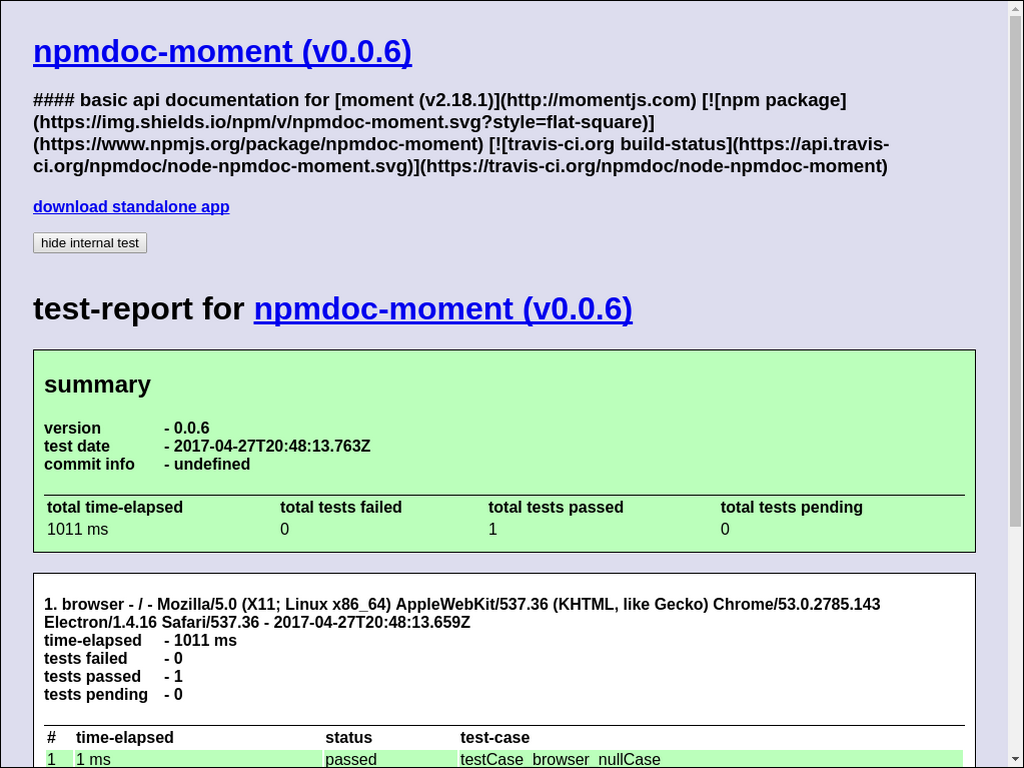 npmdoc-moment (v0.0.6)
#### basic api documentation for [moment (v2.18.1)](http://momentjs.com) [![npm package]
(https://img.shields.io/npm/v/npmdoc-moment.svg?style=flat-square)]
(https://www.npmjs.org/package/npmdoc-moment) [![travis-ci.org build-status](https://api.travis-
ci.org/npmdoc/node-npmdoc-moment.svg)](https://travis-ci.org/npmdoc/node-npmdoc-moment)
download standalone app
hide internal test
test-report for npmdoc-moment (v0.0.6)
summary
version - 0.0.6
test date - 2017-04-27T20:48:13.763Z
commit info - undefined
total time-elapsed total tests failed total tests passed total tests pending
1011 ms 0 1 0
1. browser - / - Mozilla/5.0 (X11; Linux x86_64) AppleWebKit/537.36 (KHTML, like Gecko) Chrome/53.0.2785.143
Electron/1.4.16 Safari/537.36 - 2017-04-27T20:48:13.659Z
time-elapsed - 1011 ms
tests failed - 0
tests passed - 1
tests pending - 0
# time-elapsed status test-case
1 1 ms passed testCase_browser_nullCase